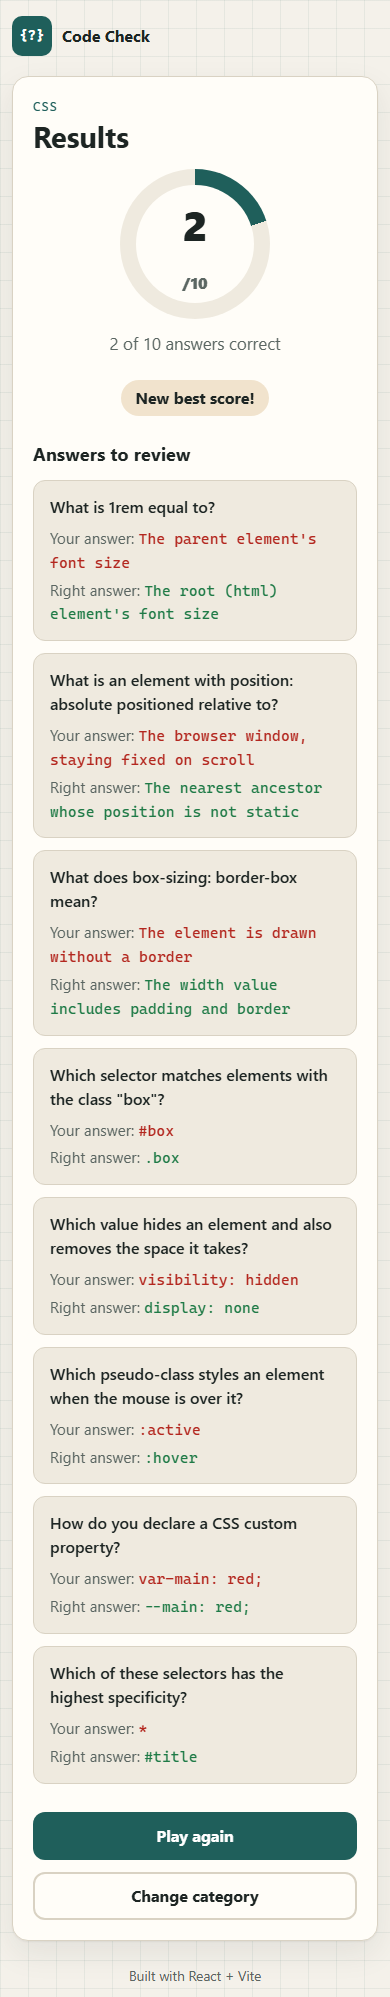 {?} Code Check
CSS
Results
2
/10
2 of 10 answers correct
New best score!
Answers to review
What is 1rem equal to?
Your answer: The parent element's
font size
Right answer: The root (html)
element's font size
What is an element with position:
absolute positioned relative to?
Your answer: The browser window,
staying fixed on scroll
Right answer: The nearest ancestor
whose position is not static
What does box-sizing: border-box
mean?
Your answer: The element is drawn
without a border
Right answer: The width value
includes padding and border
Which selector matches elements with
the class "box"?
Your answer: #box
Right answer: .box
Which value hides an element and also
removes the space it takes?
Your answer: visibility: hidden
Right answer: display: none
Which pseudo-class styles an element
when the mouse is over it?
Your answer: :active
Right answer: :hover
How do you declare a CSS custom
property?
Your answer: var-main: red;
Right answer: --main: red;
Which of these selectors has the
highest specificity?
Your answer: *
Right answer: #title
Play again
Change category
Built with React + Vite